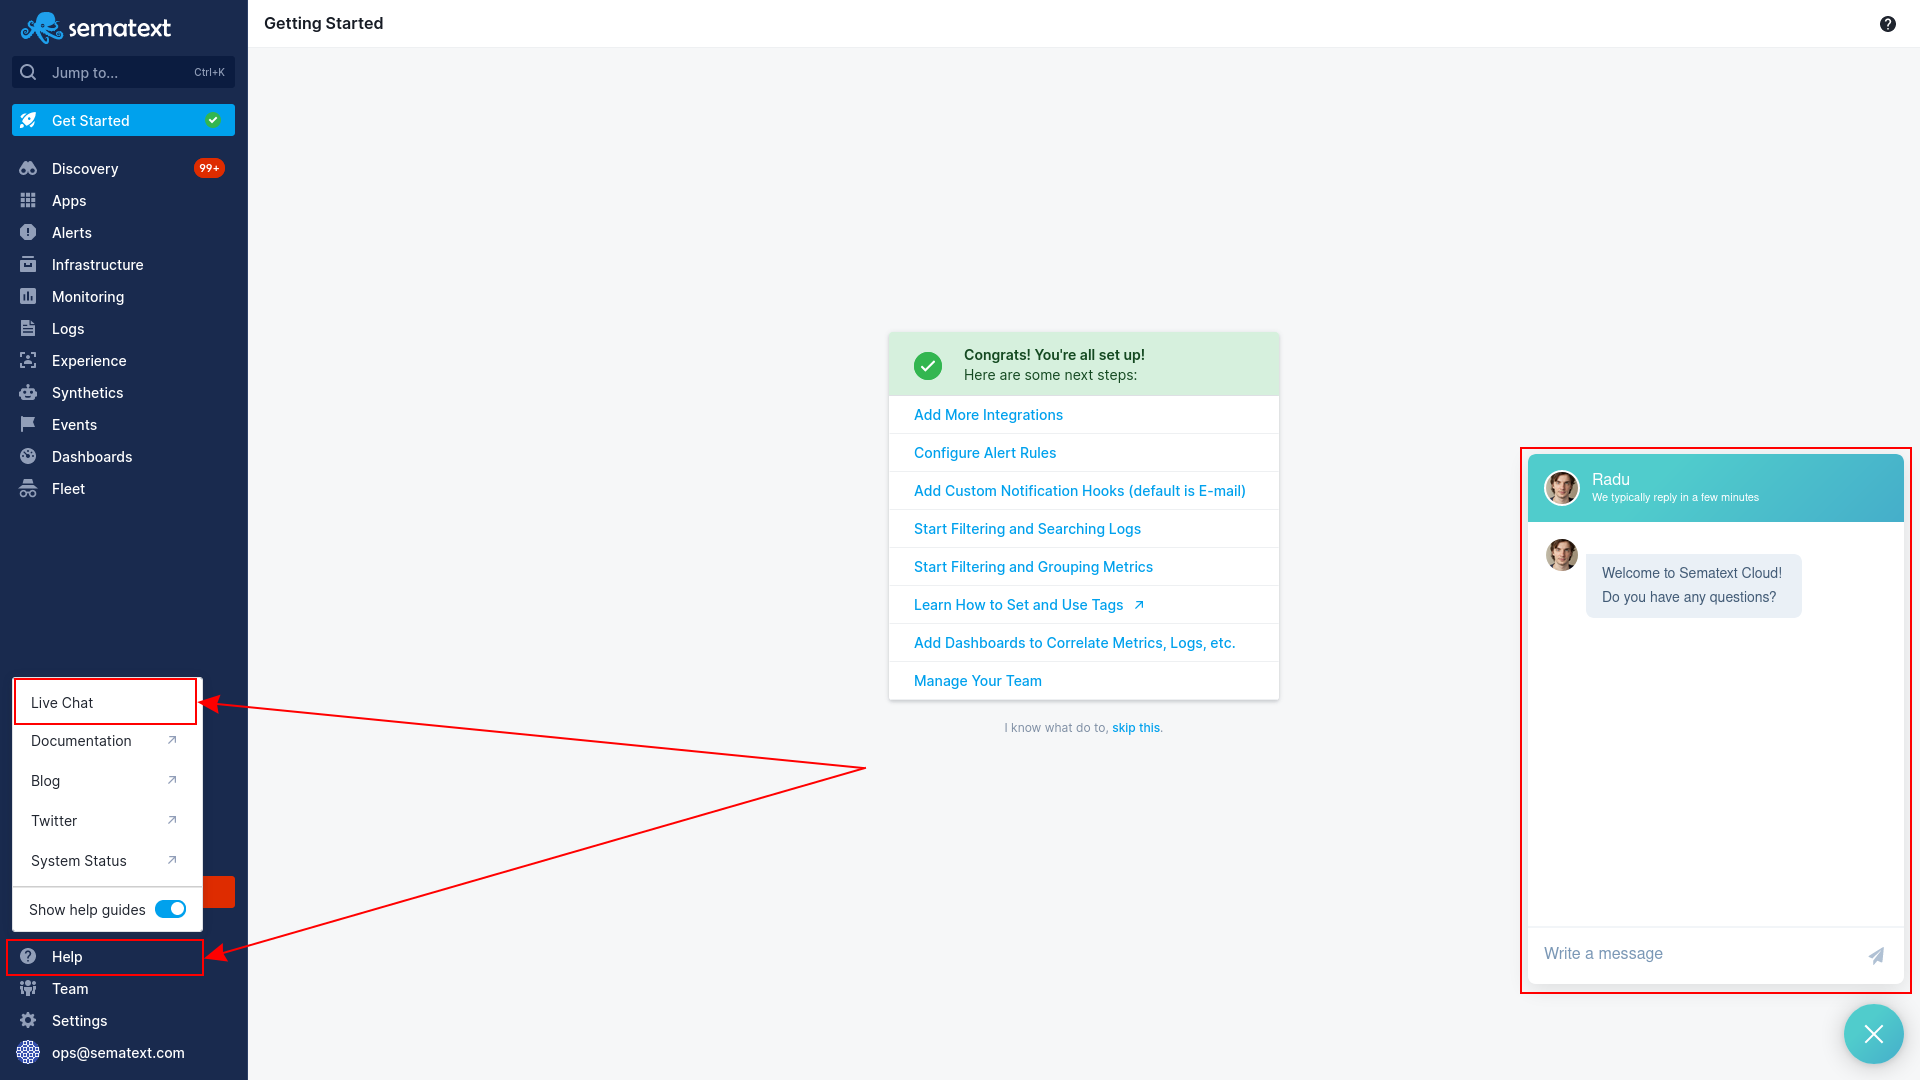 sematext
Jump to...
Ctrl+K
Get Started
Discovery
99+
Apps
Alerts
Infrastructure
Monitoring
Logs
Experience
Synthetics
Events
Dashboards
Fleet
Live Chat
Documentation
Blog
Twitter
System Status
Show help guides
Help
Team
Settings
ops@sematext.com
Getting Started
Congrats! You're all set up!
Here are some next steps:
Add More Integrations
Configure Alert Rules
Add Custom Notification Hooks (default is E-mail)
Start Filtering and Searching Logs
Start Filtering and Grouping Metrics
Learn How to Set and Use Tags
Add Dashboards to Correlate Metrics, Logs, etc.
Manage Your Team
I know what do to, skip this.
Radu
We typically reply in a few minutes
Welcome to Sematext Cloud!
Do you have any questions?
Write a message